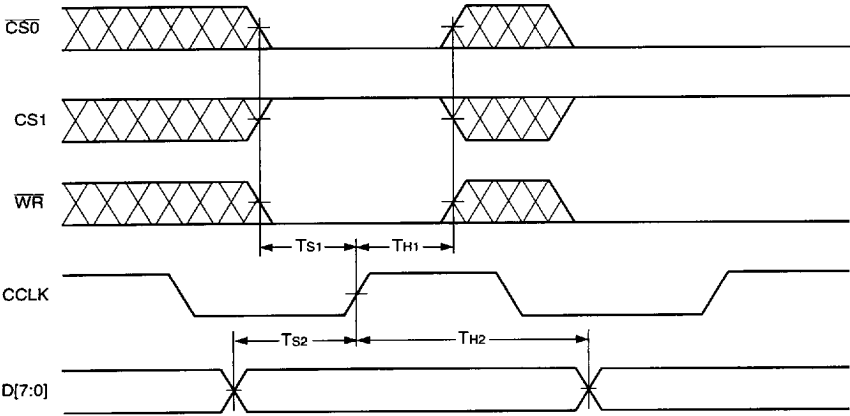 CS0
CS1
WR
TS1 TH1
CCLK
TS2 TH2
D[7:0]